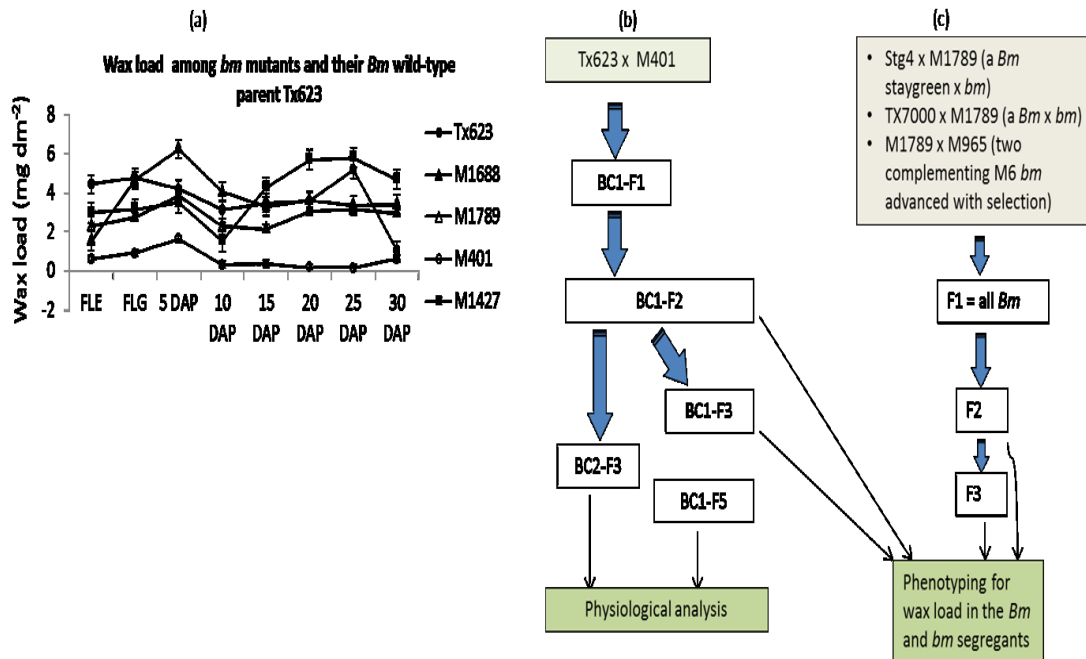 (a)
Wax load among bm mutants and their Bm wild-type
parent Tx623
Wax load (mg dm⁻²)
8
6
4
2
0
-2
FLE FLG 5 DAP 10 15 20 25 30
DAP DAP DAP DAP DAP
Tx623
M1688
M1789
M401
M1427
(b)
Tx623 x M401
BC1-F1
BC1-F2
BC1-F3
BC2-F3
BC1-F5
Physiological analysis
(c)
• Stg4 x M1789 (a Bm
staygreen x bm)
• TX7000 x M1789 (a Bm x bm)
• M1789 x M965 (two
complementing M6 bm
advanced with selection)
F1 = all Bm
F2
F3
Phenotyping for
wax load in the Bm
and bm segregants